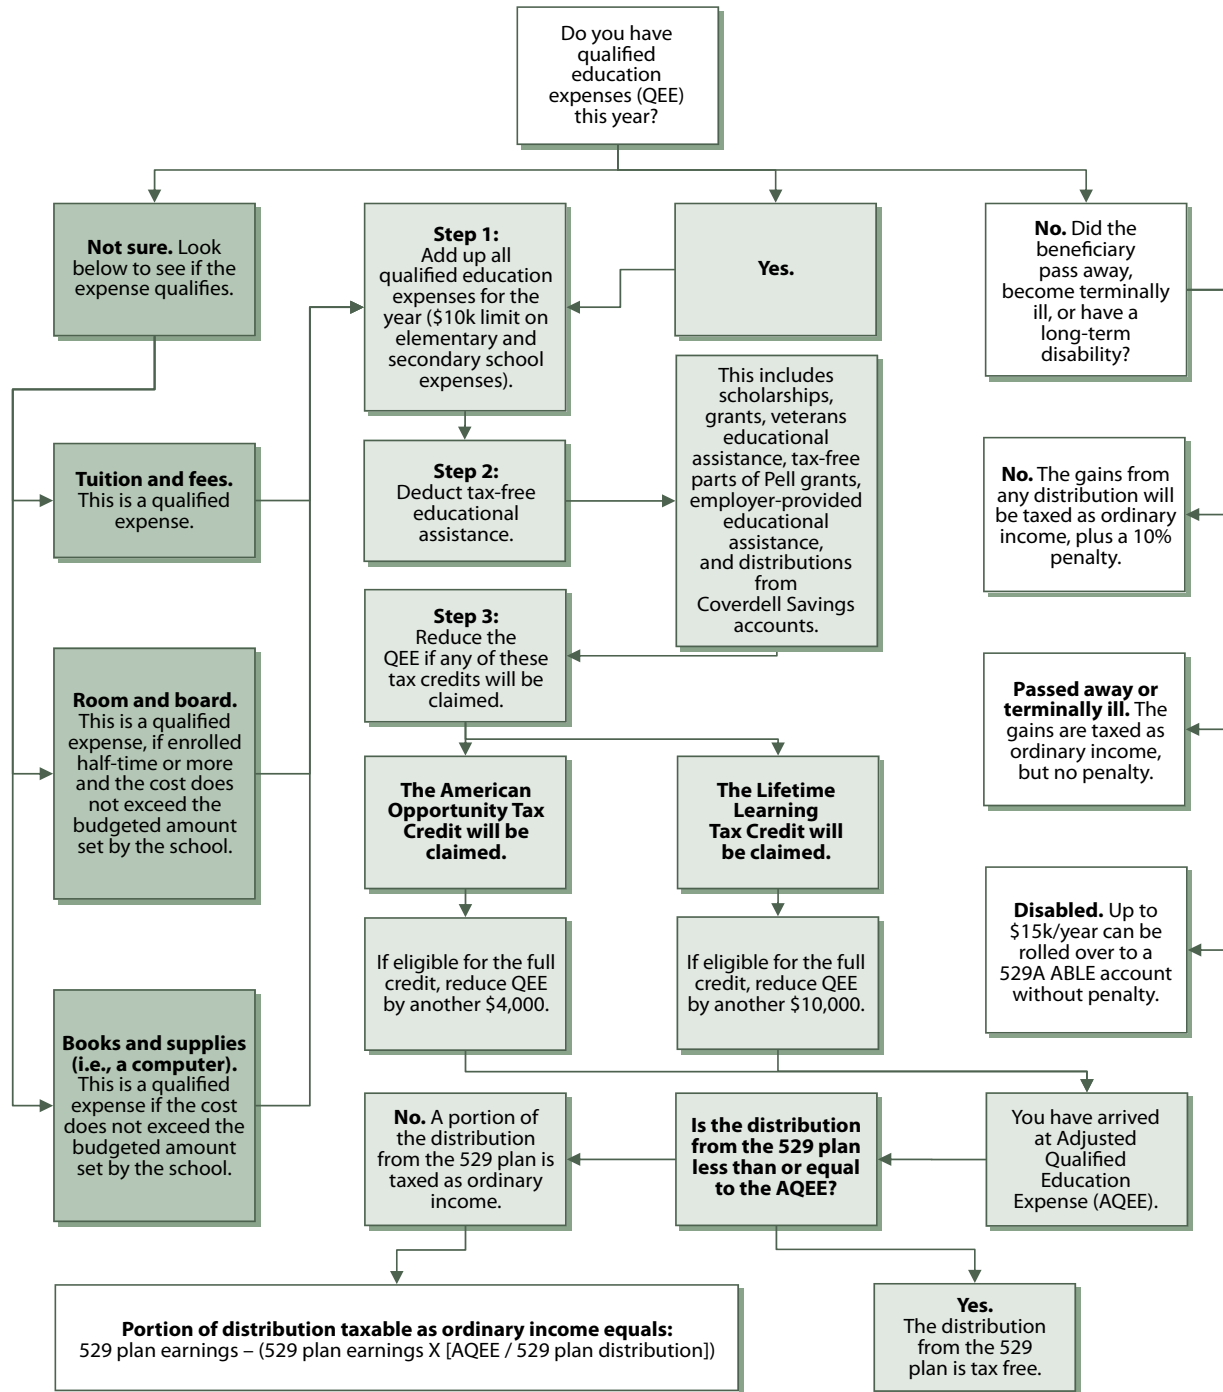 Do you have
qualified
education
expenses (QEE)
this year?
Not sure. Look
below to see if the
expense qualifies.
Step 1:
Add up all
qualified education
expenses for the
year ($10k limit on
elementary and
secondary school
expenses).
Yes.
No. Did the
beneficiary
pass away,
become terminally
ill, or have a
long-term
disability?
Tuition and fees.
This is a qualified
expense.
Step 2:
Deduct tax-free
educational
assistance.
This includes
scholarships,
grants, veterans
educational
assistance, tax-free
parts of Pell grants,
employer-provided
educational
assistance,
and distributions
from
Coverdell Savings
accounts.
No. The gains from
any distribution will
be taxed as ordinary
income, plus a 10%
penalty.
Step 3:
Reduce the
QEE if any of these
tax credits will be
claimed.
Room and board.
This is a qualified
expense, if enrolled
half-time or more
and the cost does
not exceed the
budgeted amount
set by the school.
Passed away or
terminally ill. The
gains are taxed as
ordinary income,
but no penalty.
The American
Opportunity Tax
Credit will be
claimed.
The Lifetime
Learning
Tax Credit will
be claimed.
Disabled. Up to
$15k/year can be
rolled over to a
529A ABLE account
without penalty.
If eligible for the full
credit, reduce QEE
by another $4,000.
If eligible for the full
credit, reduce QEE
by another $10,000.
Books and supplies
(i.e., a computer).
This is a qualified
expense if the cost
does not exceed the
budgeted amount
set by the school.
No. A portion of
the distribution
from the 529 plan is
taxed as ordinary
income.
Is the distribution
from the 529 plan
less than or equal
to the AQEE?
You have arrived
at Adjusted
Qualified
Education
Expense (AQEE).
Portion of distribution taxable as ordinary income equals:
529 plan earnings – (529 plan earnings X [AQEE / 529 plan distribution])
Yes.
The distribution
from the 529
plan is tax free.